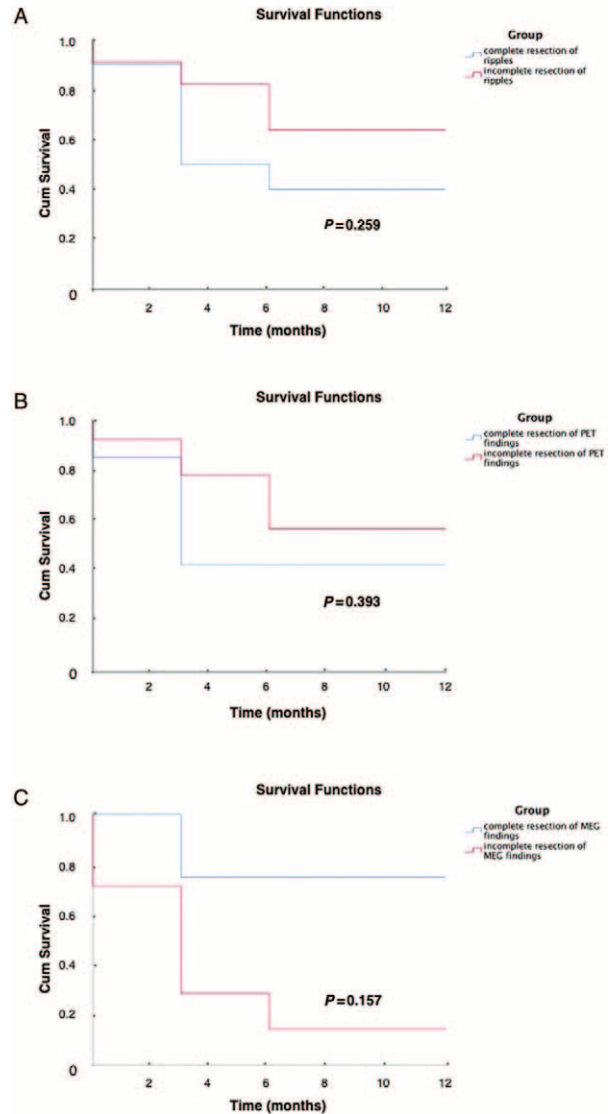 A
Survival Functions
Group
complete resection of
ripples
incomplete resection of
ripples
1.0
0.8
0.6
0.4
0.2
0
Cum Survival
P=0.259
2 4 6 8 10 12
Time (months)
B
Survival Functions
Group
complete resection of PET
findings
incomplete resection of PET
findings
1.0
0.8
0.6
0.4
0.2
0
Cum Survival
P=0.393
2 4 6 8 10 12
Time (months)
C
Survival Functions
Group
complete resection of MEG
findings
incomplete resection of
MEG findings
1.0
0.8
0.6
0.4
0.2
0
Cum Survival
P=0.157
2 4 6 8 10 12
Time (months)